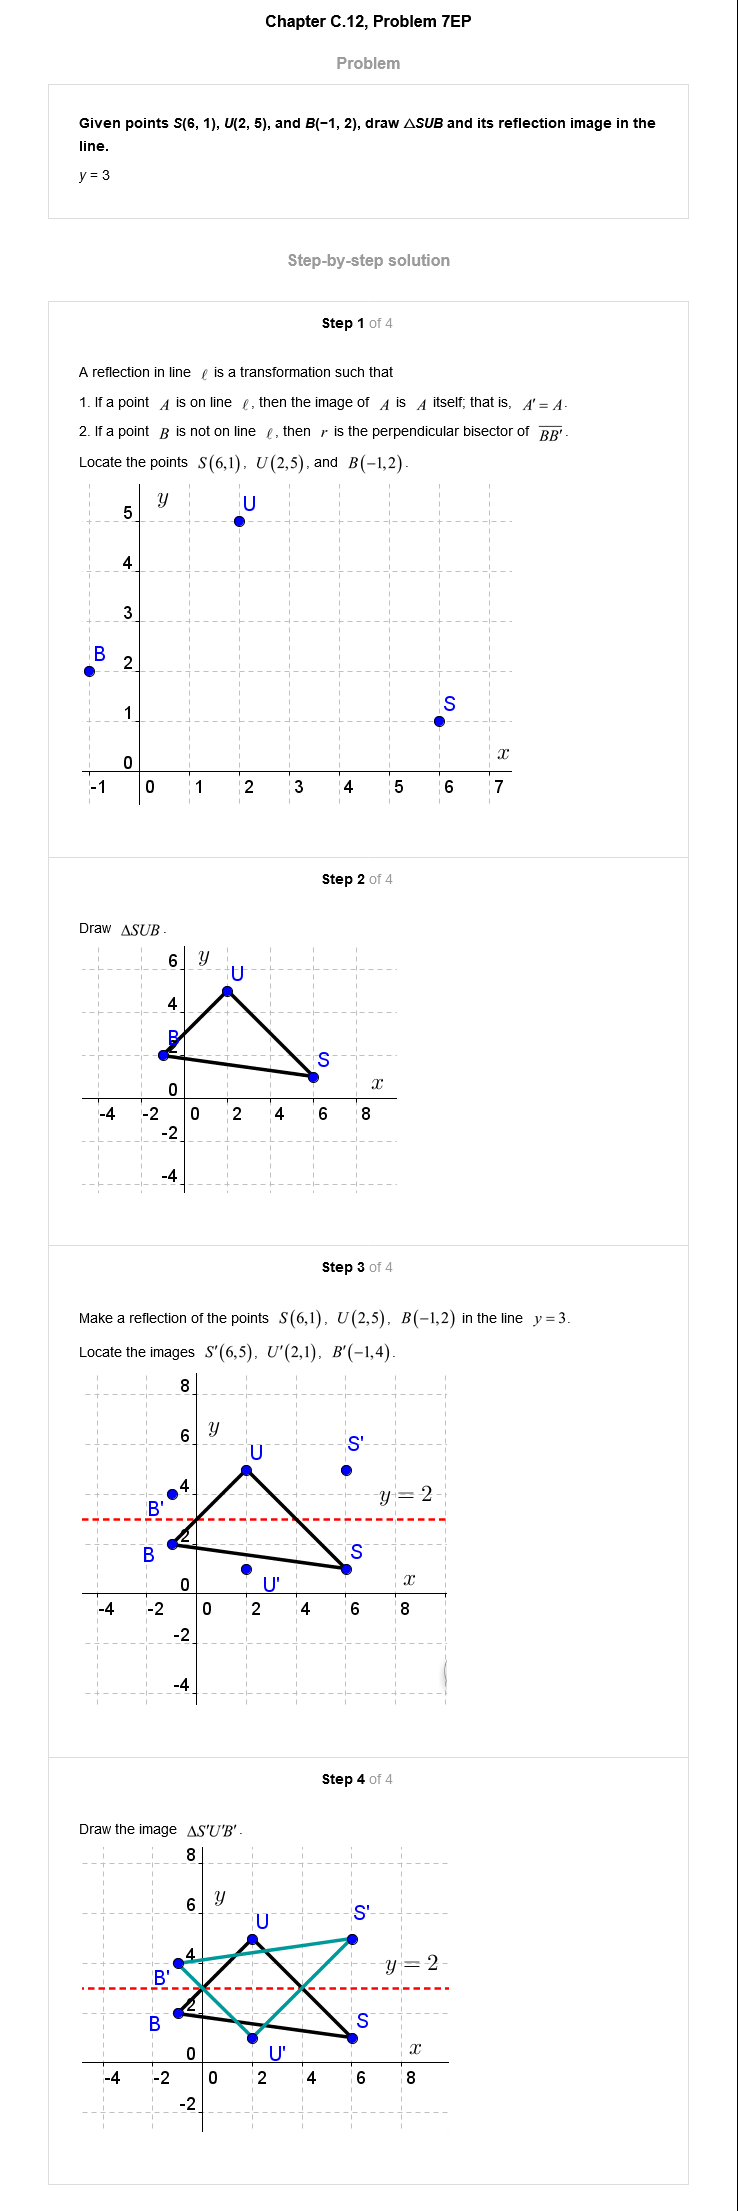 Chapter C.12, Problem 7EP
Problem
Given points S(6, 1), U(2, 5), and B(−1, 2), draw △SUB and its reflection image in the
line.
y = 3
Step-by-step solution
Step 1 of 4
A reflection in line ℓ is a transformation such that
1. If a point A is on line ℓ, then the image of A is A itself; that is, A′ = A.
2. If a point B is not on line ℓ, then r is the perpendicular bisector of B̅B̅′.
Locate the points S(6,1), U(2,5), and B(−1,2).
y
U
5
4
3
B
2
S
1
x
0
-1 0 1 2 3 4 5 6 7
Step 2 of 4
Draw ΔSUB.
y
6
U
4
B
2
S
x
0
-4 -2 0 2 4 6 8
-2
-4
Step 3 of 4
Make a reflection of the points S(6,1), U(2,5), B(−1,2) in the line y = 3.
Locate the images S′(6,5), U′(2,1), B′(−1,4).
8
y
6
S'
U
4
y = 2
B'
2
B
S
x
0
U'
-4 -2 0 2 4 6 8
-2
-4
Step 4 of 4
Draw the image ΔS′U′B′.
8
y
6
S'
U
4
y = 2
B'
2
B
S
x
0
U'
-4 -2 0 2 4 6 8
-2